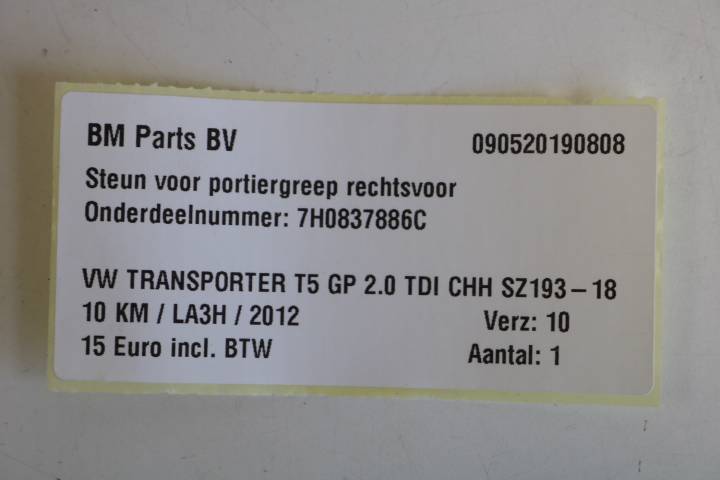 BM Parts BV 090520190808
Steun voor portiergreep rechtsvoor
Onderdeelnummer: 7H0837886C
VW TRANSPORTER T5 GP 2.0 TDI CHH SZ193-18
10 KM / LA3H / 2012 Verz: 10
15 Euro incl. BTW Aantal: 1